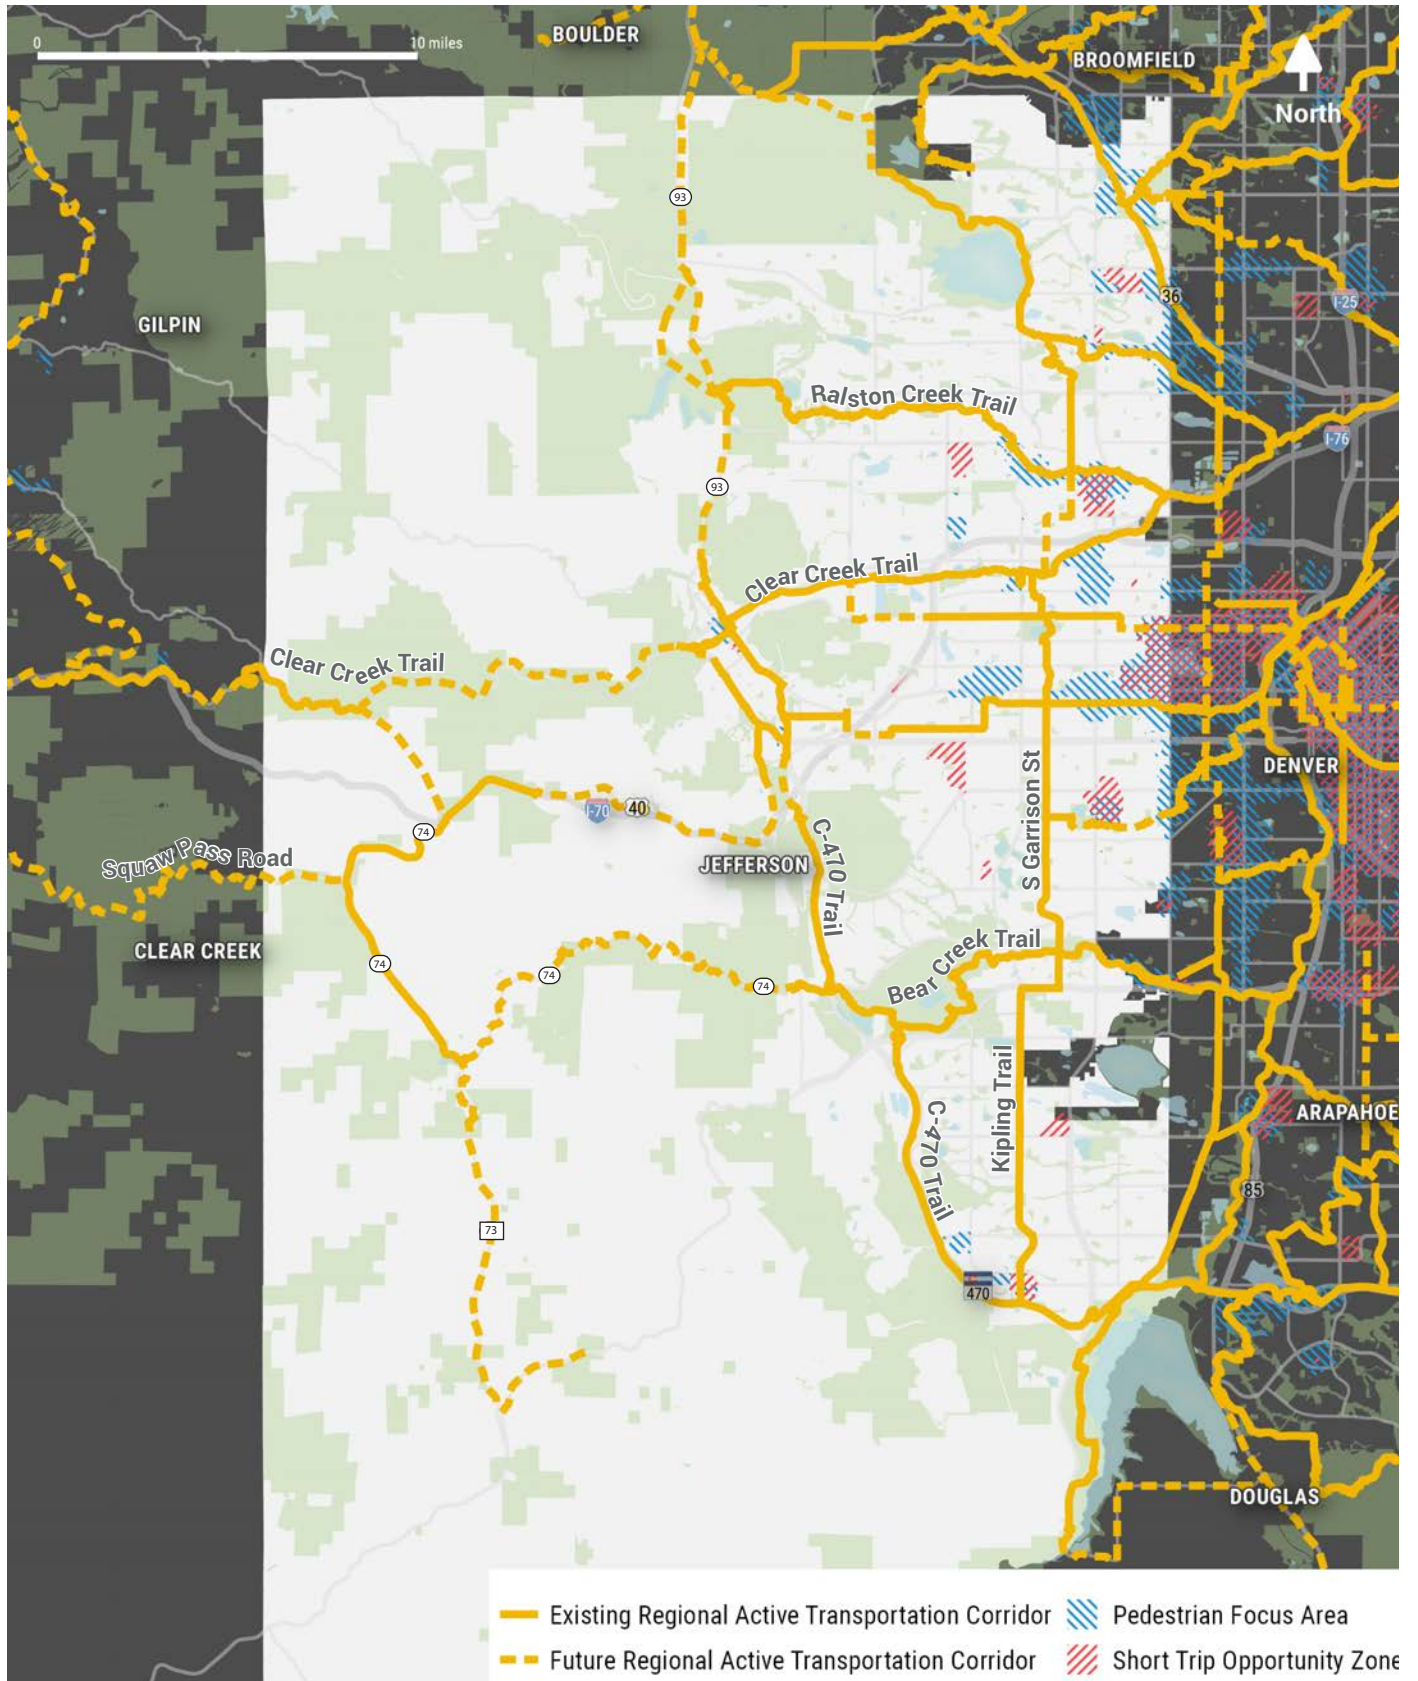 0
10 miles
BOULDER
BROOMFIELD
North
93
GILPIN
36
I-25
Ralston Creek Trail
I-76
93
Clear Creek Trail
Clear Creek Trail
DENVER
S Garrison St
I-70
40
74
Squaw Pass Road
JEFFERSON
C-470 Trail
CLEAR CREEK
74
74
74
Bear Creek Trail
Kipling Trail
C-470 Trail
ARAPAHOE
85
73
470
DOUGLAS
Existing Regional Active Transportation Corridor
Pedestrian Focus Area
Future Regional Active Transportation Corridor
Short Trip Opportunity Zone